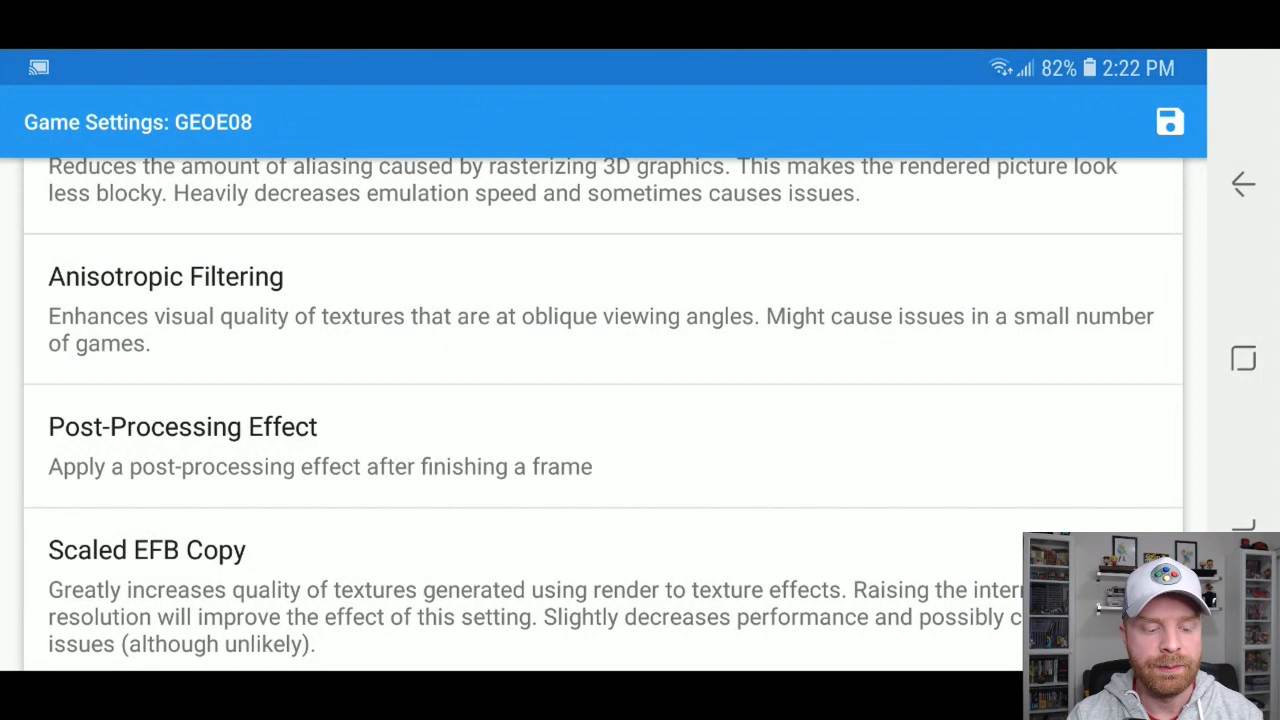 82% 2:22 PM
Game Settings: GEOE08
Reduces the amount of aliasing caused by rasterizing 3D graphics. This makes the rendered picture look
less blocky. Heavily decreases emulation speed and sometimes causes issues.
Anisotropic Filtering
Enhances visual quality of textures that are at oblique viewing angles. Might cause issues in a small number
of games.
Post-Processing Effect
Apply a post-processing effect after finishing a frame
Scaled EFB Copy
Greatly increases quality of textures generated using render to texture effects. Raising the
resolution will improve the effect of this setting. Slightly decreases performance and possibly
issues (although unlikely).